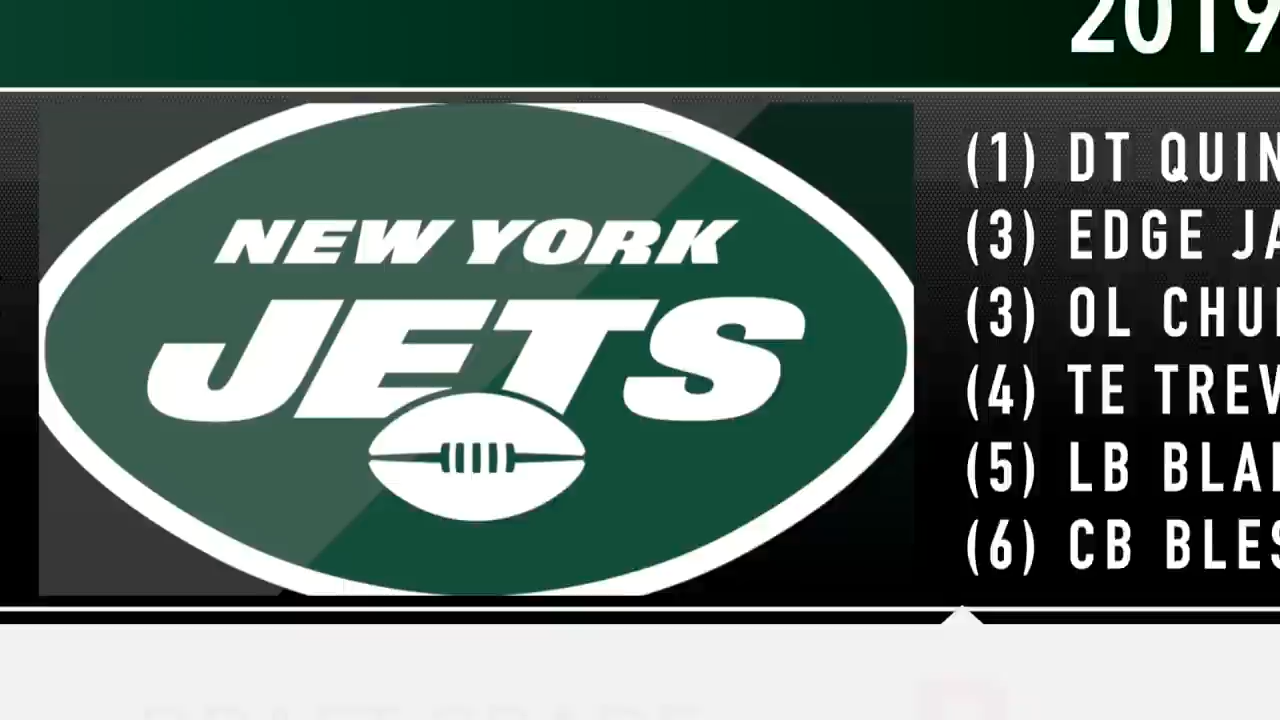 2019
NEW YORK
JETS
(1) DT QUIN
(3) EDGE JA
(3) OL CHU
(4) TE TREV
(5) LB BLA
(6) CB BLES